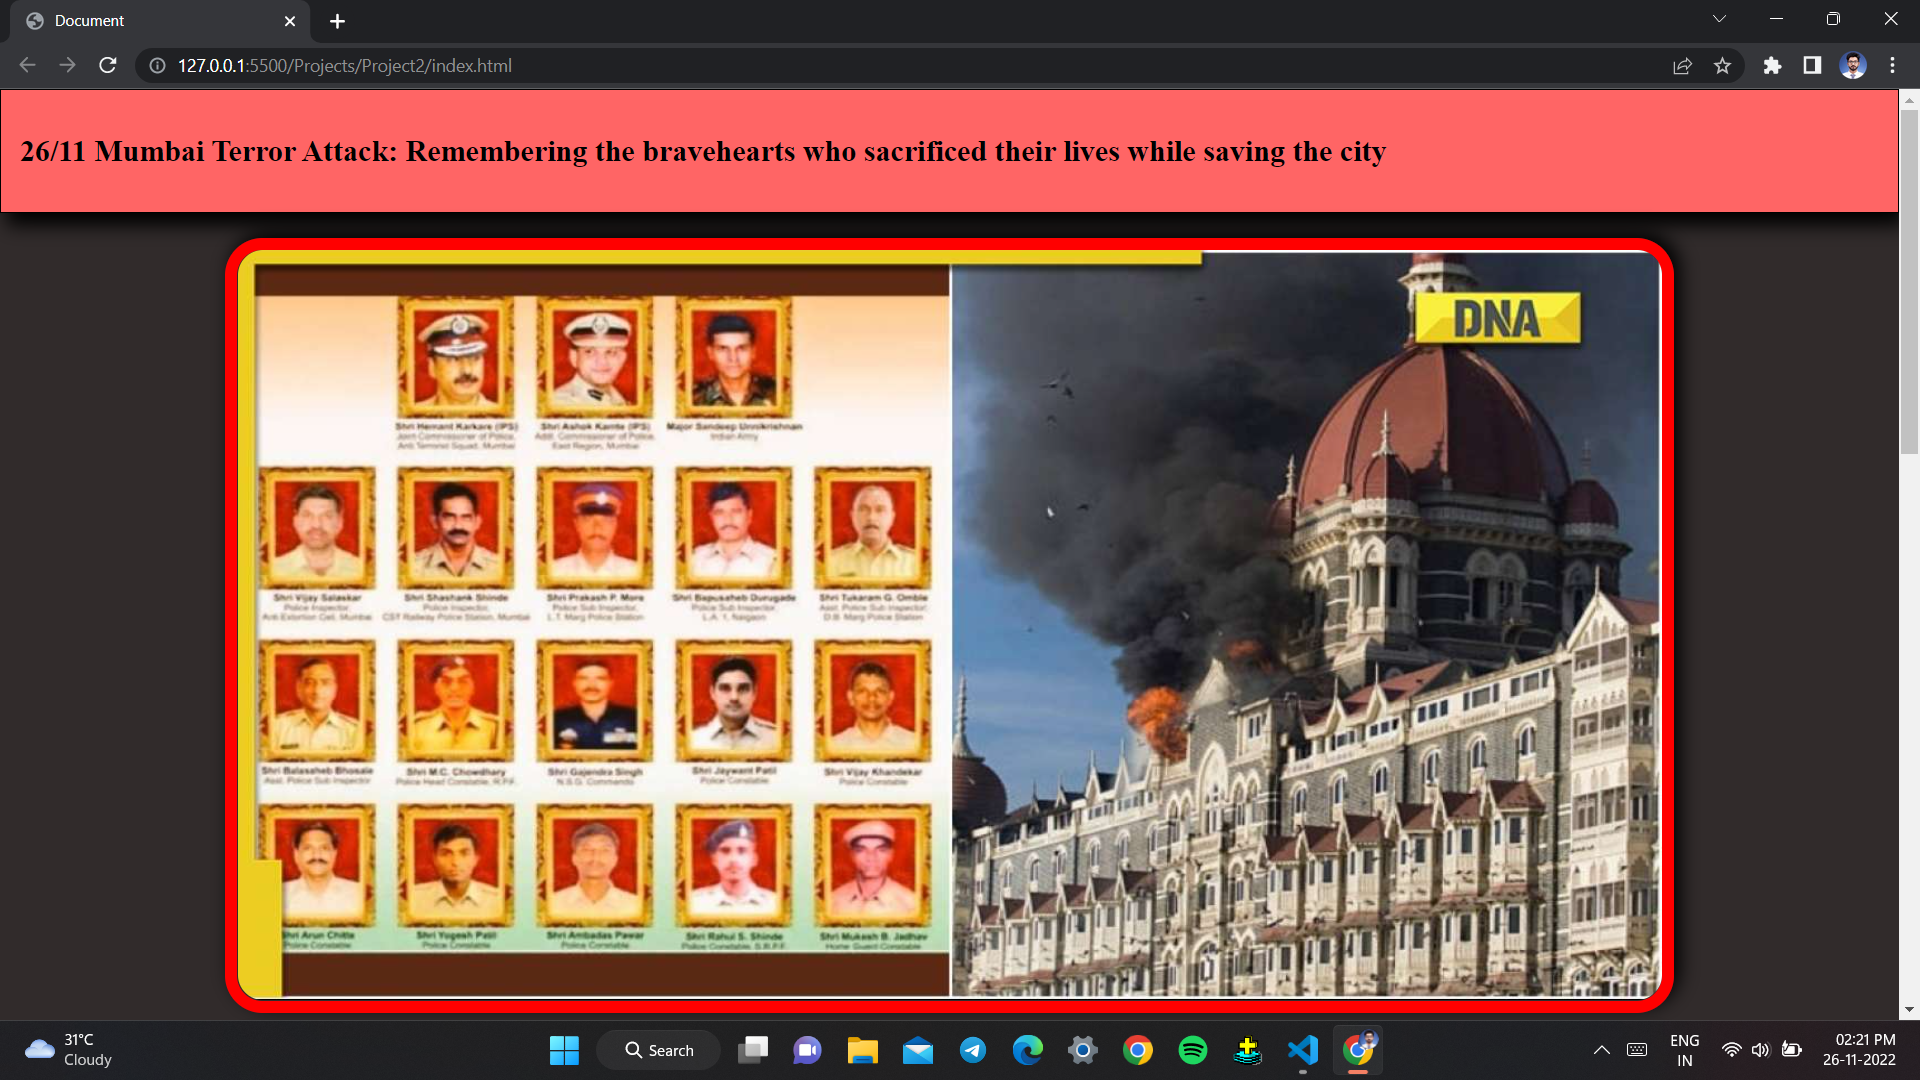 Document
127.0.0.1:5500/Projects/Project2/index.html
26/11 Mumbai Terror Attack: Remembering the bravehearts who sacrificed their lives while saving the city
DNA
Shri Hemant Karkare (IPS)
Joint Commissioner of Police,
Anti Terrorist Squad, Mumbai
Shri Ashok Kamte (IPS)
Addl. Commissioner of Police,
East Region, Mumbai
Major Sandeep Unnikrishnan
Indian Army
Shri Vijay Salaskar
Police Inspector,
Anti Extortion Cell, Mumbai
Shri Shashank Shinde
Police Inspector,
CST Railway Police Station, Mumbai
Shri Prakash P. More
Police Sub Inspector,
L.T. Marg Police Station
Shri Bapusaheb Durugade
Police Sub Inspector,
L.A. 1, Naigaon
Shri Tukaram G. Omble
Asst. Police Sub Inspector,
D.B. Marg Police Station
Shri Balasaheb Bhosale
Asst. Police Sub Inspector
Shri M.C. Chowdhary
Police Head Constable, R.P.F.
Shri Gajendra Singh
N.S.G. Commando
Shri Jaywant Patil
Police Constable
Shri Vijay Khandekar
Police Constable
Shri Arun Chitte
Police Constable
Shri Yogesh Patil
Police Constable
Shri Ambadas Pawar
Police Constable
Shri Rahul S. Shinde
Police Constable, S.R.P.F.
Shri Mukesh B. Jadhav
Home Guard Constable
31°C
Cloudy
Search
ENG
IN
02:21 PM
26-11-2022